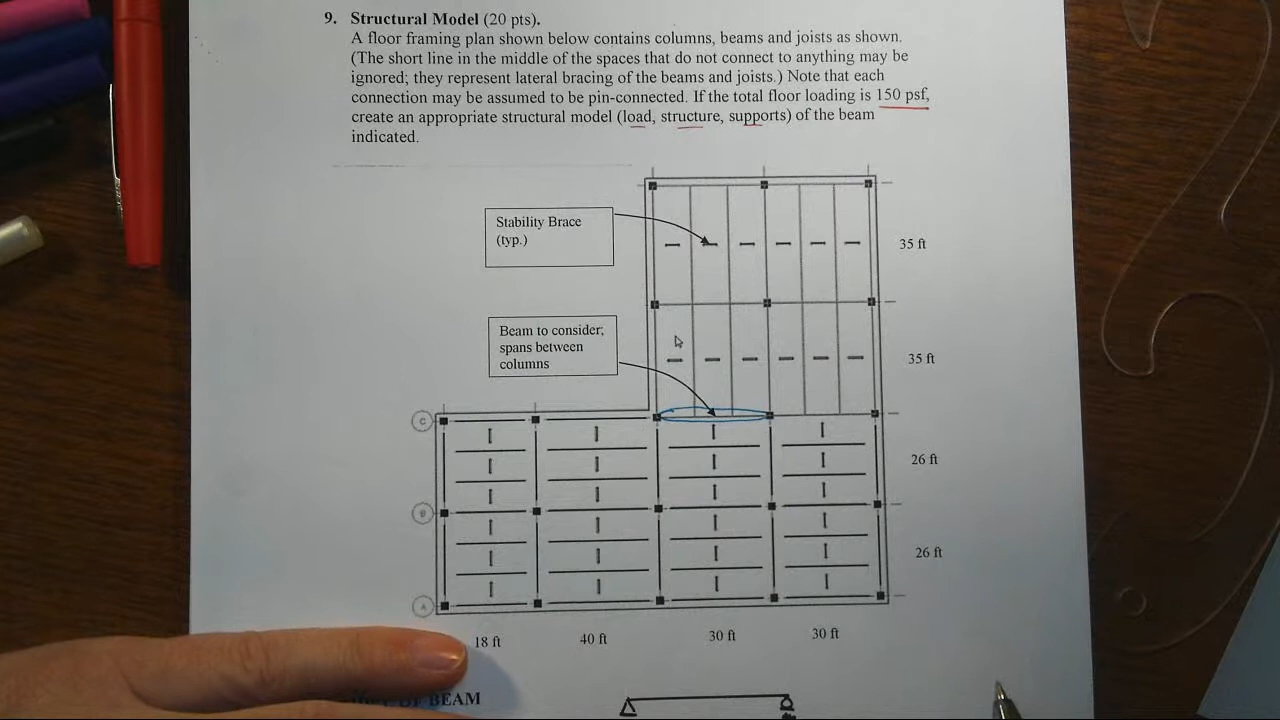 9. Structural Model (20 pts).
A floor framing plan shown below contains columns, beams and joists as shown.
(The short line in the middle of the spaces that do not connect to anything may be
ignored; they represent lateral bracing of the beams and joists.) Note that each
connection may be assumed to be pin-connected. If the total floor loading is 150 psf,
create an appropriate structural model (load, structure, supports) of the beam
indicated.
Stability Brace
(typ.)
35 ft
Beam to consider,
spans between
columns
35 ft
C
26 ft
B
26 ft
A
18 ft
40 ft
30 ft
30 ft
BEAM